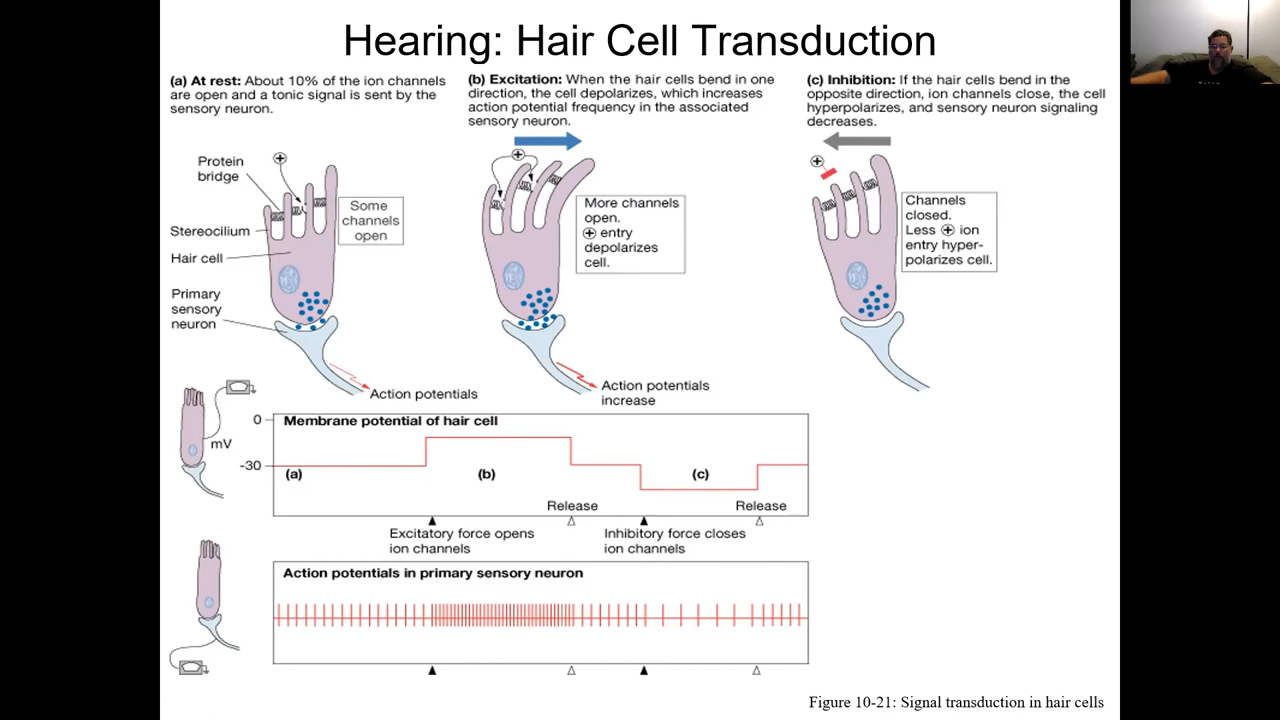 Hearing: Hair Cell Transduction
(a) At rest: About 10% of the ion channels
are open and a tonic signal is sent by the
sensory neuron.
(b) Excitation: When the hair cells bend in one
direction, the cell depolarizes, which increases
action potential frequency in the associated
sensory neuron.
(c) Inhibition: If the hair cells bend in the
opposite direction, ion channels close, the cell
hyperpolarizes, and sensory neuron signaling
decreases.
Protein
bridge
Stereocilium
Hair cell
Primary
sensory
neuron
Some
channels
open
Action potentials
+
More channels
open.
+ entry
depolarizes
cell.
Action potentials
increase
+
Channels
closed.
Less + ion
entry hyper-
polarizes cell.
+
mV
0
-30
Membrane potential of hair cell
(a)
(b)
(c)
Release
Release
Excitatory force opens
ion channels
Inhibitory force closes
ion channels
Action potentials in primary sensory neuron
Figure 10-21: Signal transduction in hair cells